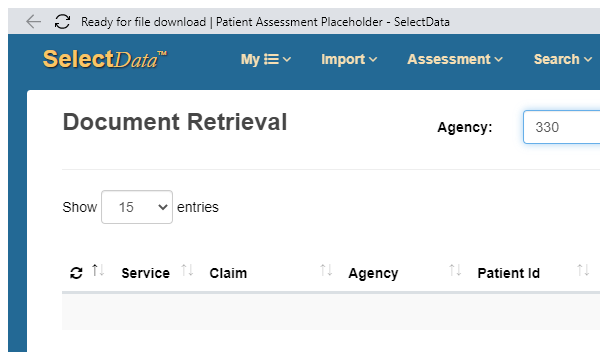 Ready for file download | Patient Assessment Placeholder - SelectData
SelectData™ My Import Assessment Search
Document Retrieval Agency: 330
Show 15 entries
Service Claim Agency Patient Id